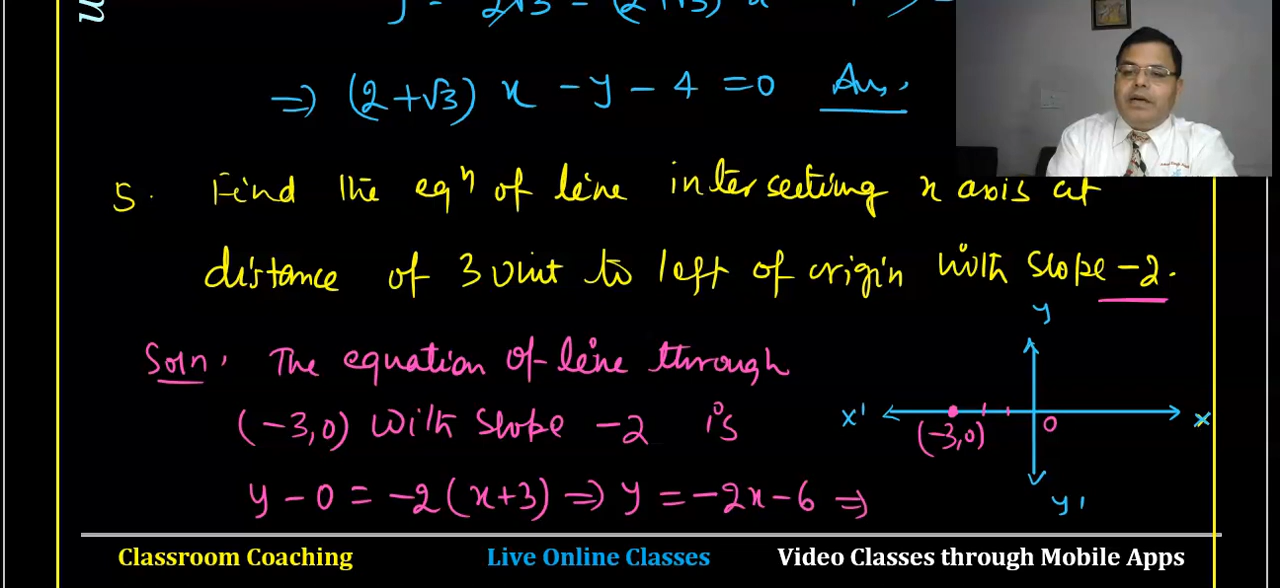 ⇒ (2+√3) x - y - 4 = 0 Ans.
5. Find the eqⁿ of line intersecting x axis at
distance of 3 unit to left of origin with slope -2.
Soln. The equation of line through
(-3,0) with slope -2 is
y - 0 = -2(x+3) ⇒ y = -2x-6 ⇒
y
x' x
(-3,0) 0
y'
Classroom Coaching Live Online Classes Video Classes through Mobile Apps